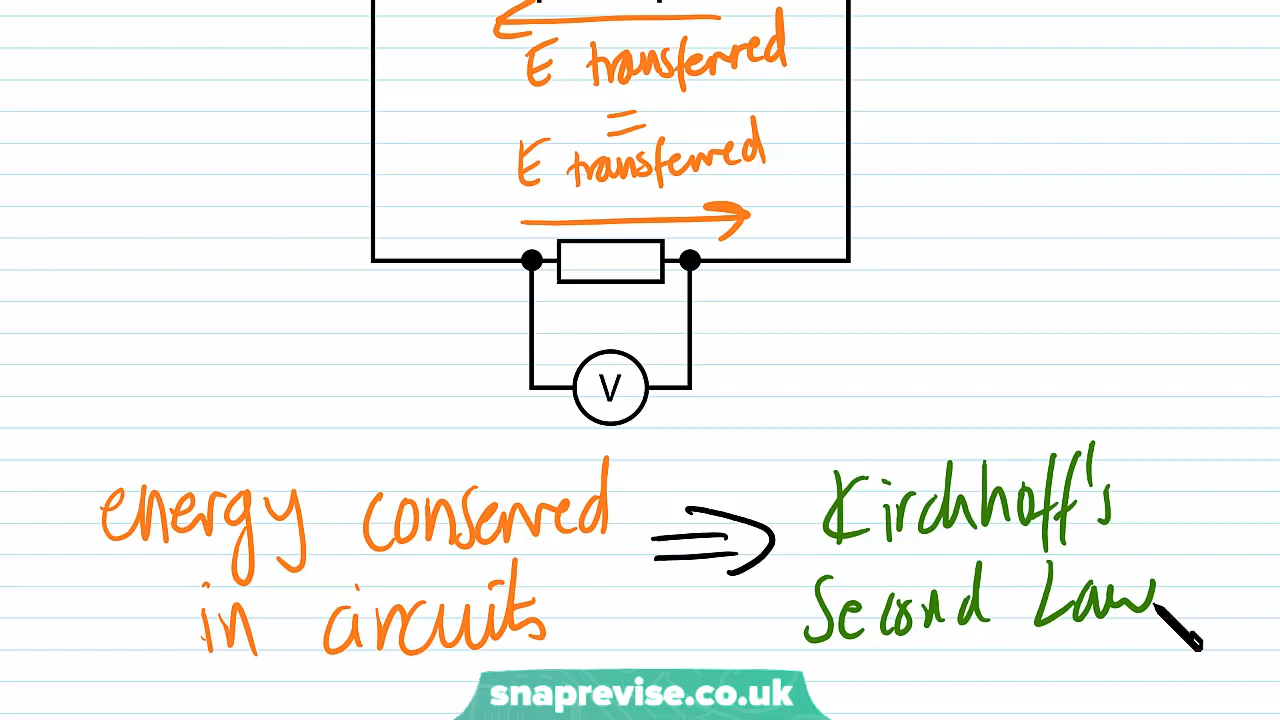 E transferred
=
E transferred
V
energy conserved
in circuits
⇒
Kirchhoff's
Second Law
snaprevise.co.uk